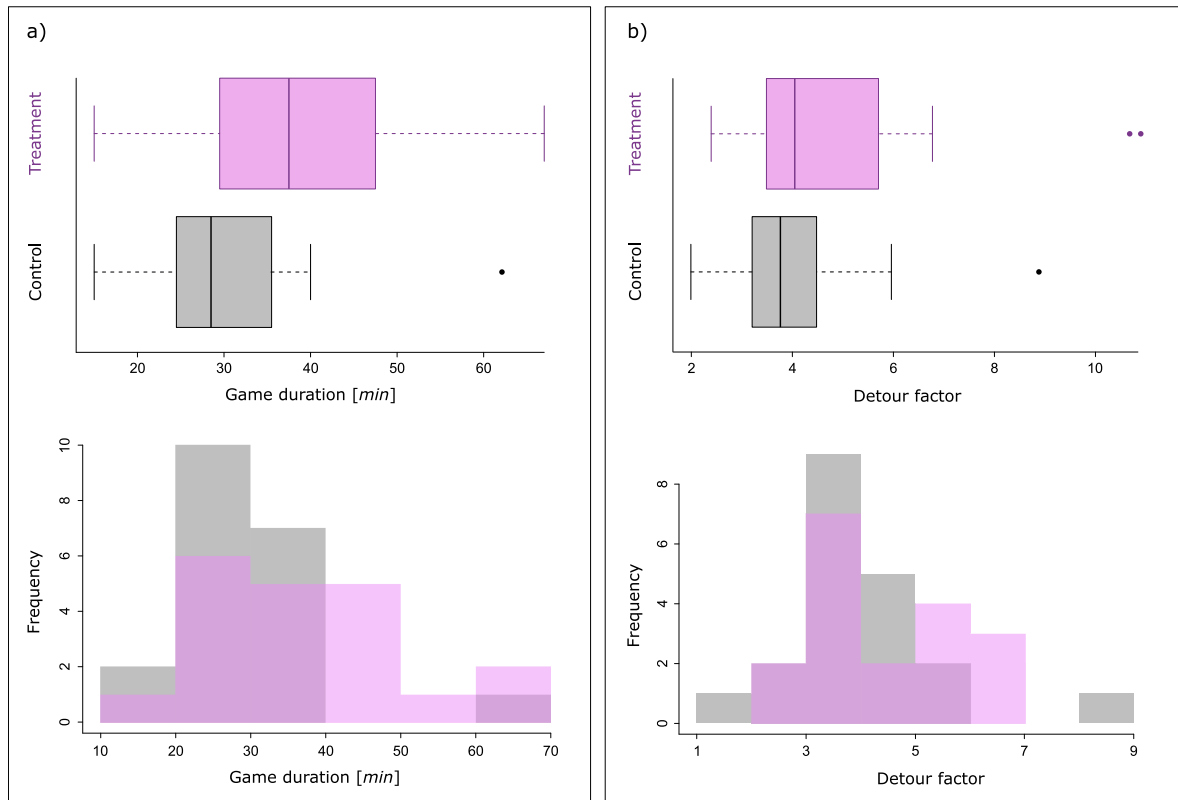 a)
Treatment
Control
20 30 40 50 60
Game duration [min]
10
8
6
4
2
0
Frequency
10 20 30 40 50 60 70
Game duration [min]
b)
Treatment
Control
2 4 6 8 10
Detour factor
8
6
4
2
0
Frequency
1 3 5 7 9
Detour factor